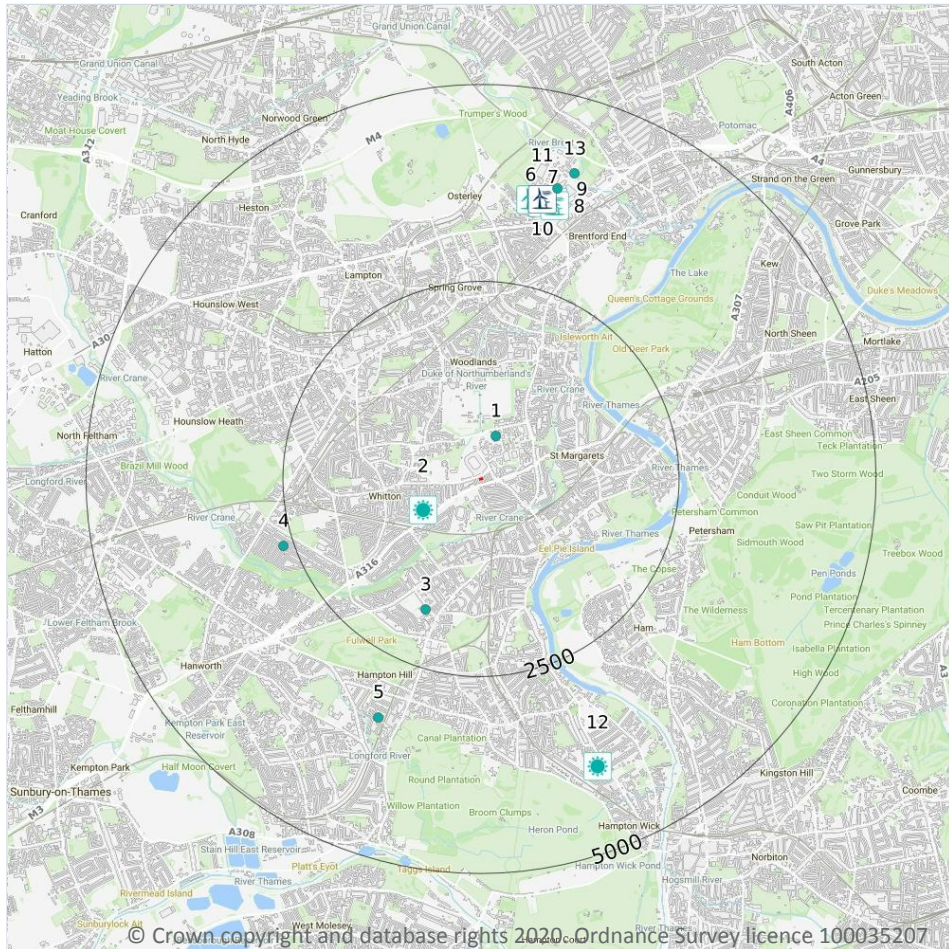 Grand Union Canal
Grand Union Canal
South Acton
A406
Yeading Brook
Acton Green
Trumper's Wood
Norwood Green
Potomac
Moat House Covert
North Hyde
M4
A312
A4
River Bre
11
13
6
7
Gunnersbury
Strand on the Green
Osterley
9
8
Cranford
Heston
Grove Park
10
Brentford End
Kew
Lampton
The Lake
Spring Grove
Duke's Meadows
Queen's Cottage Grounds
A307
Hounslow West
A30
North Sheen
Isleworth Ait
Mortlake
Hatton
Old Deer Park
Woodlands
Duke of Northumberland's
River
River Crane
River Crane
A205
East Sheen
River Thames
1
Hounslow Heath
North Feltham
East Sheen Common
Teck Plantation
St Margarets
2
Brazil Mill Wood
River Thames
Two Storm Wood
Longford River
Whitton
Conduit Wood
Petersham Common
4
River Crane
River Crane
Saw Pit Plantation
Petersham
River Thames
Sidmouth Wood
Eel Pie Island
Treebox Wood
A316
The Copse
Pen Ponds
3
Pond Plantation
The Wilderness
Tercentenary Plantation
Lower Feltham Brook
Ham
Prince Charles's Spinney
Fulwell Park
Ham Bottom
Isabella Plantation
Hanworth
2500
High Wood
Hampton Hill
A3
5
Coronation Plantation
Felthamhill
12
Kempton Park East
Reservoir
Canal Plantation
Longford River
Kempton Park
Half Moon Covert
Kingston Hill
Round Plantation
Sunbury-on-Thames
Coombe
Willow Plantation
Broom Clumps
M3
Heron Pond
Hampton Wick
A308
5000
Stain Hill East Reservoir
Norbiton
Platt's Eyot
Taggs Island
Hampton Wick Pond
River Thames
Hogsmill River
Rivermead Island
Sunburylock Ait
West Molesey
River Thames
Hampton Court
© Crown copyright and database rights 2020. Ordnance Survey licence 100035207